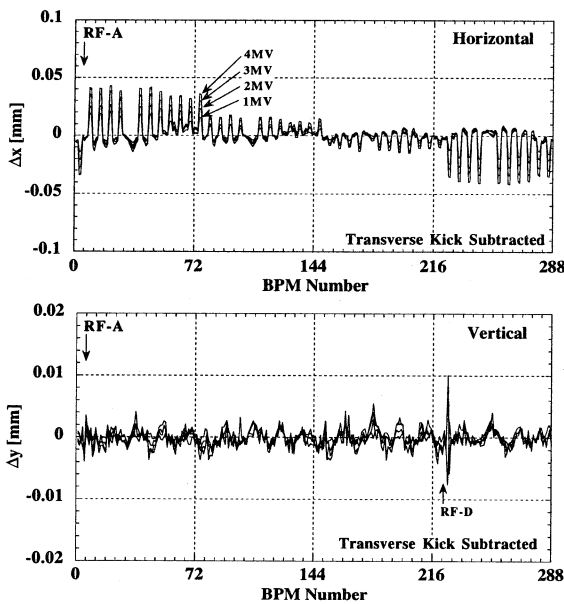 0.1
RF-A
Horizontal
4MV
3MV
2MV
1MV
0.05
Δx [mm]
0
-0.05
-0.1
Transverse Kick Subtracted
0 72 144 216 288
BPM Number
0.02
RF-A
Vertical
0.01
Δy [mm]
0
-0.01
RF-D
-0.02
Transverse Kick Subtracted
0 72 144 216 288
BPM Number